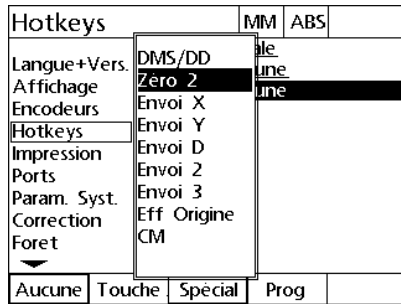 Hotkeys MM ABS
Langue+Vers.
Affichage
Encodeurs
Hotkeys
Impression
Ports
Param. Syst.
Correction
Foret
DMS/DD
Zéro 2
Envoi X
Envoi Y
Envoi D
Envoi 2
Envoi 3
Eff Origine
CM
Aucune Touche Spécial Prog